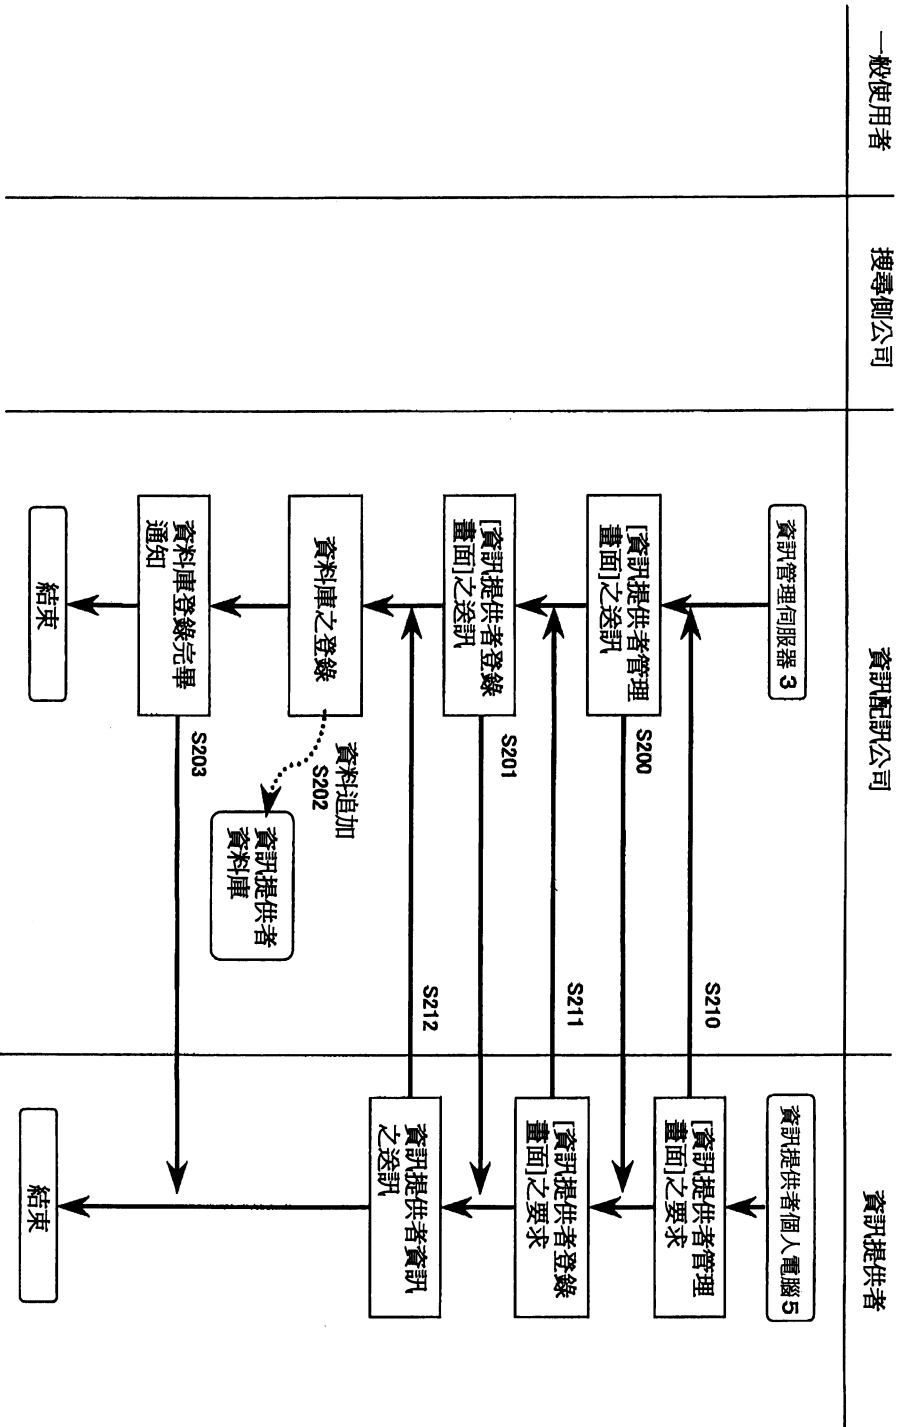 一般使用者
搜尋側公司
資訊配訊公司
資訊提供者
資訊管理伺服器 3
[資訊提供者管理
畫面]之送訊
S200
[資訊提供者登錄
畫面]之送訊
S201
資料庫之登錄
資料追加
S202
資訊提供者
資料庫
資料庫登錄完畢
通知
S203
結束
資訊提供者個人電腦 5
[資訊提供者管理
畫面]之要求
S210
[資訊提供者登錄
畫面]之要求
S211
資訊提供者資訊
之送訊
S212
結束